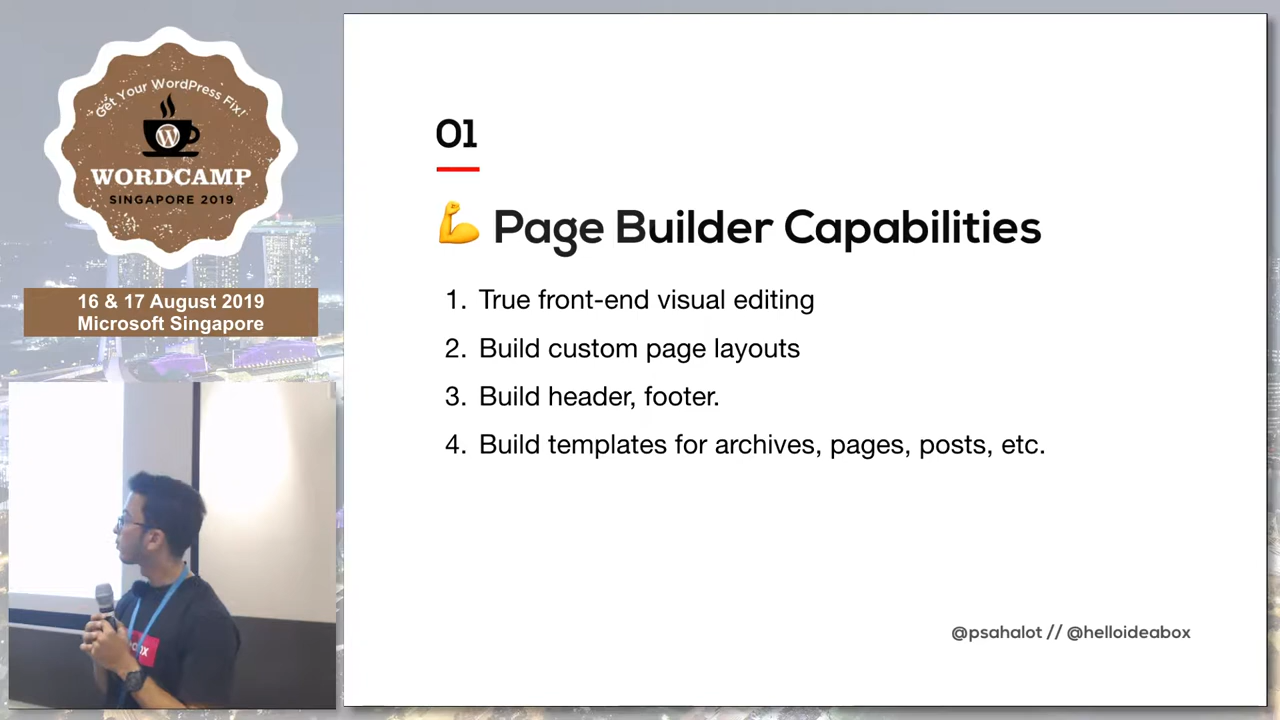 Get Your WordPress Fix!
WORDCAMP
SINGAPORE 2019
16 & 17 August 2019
Microsoft Singapore
01
💪 Page Builder Capabilities
1. True front-end visual editing
2. Build custom page layouts
3. Build header, footer.
4. Build templates for archives, pages, posts, etc.
@psahalot // @helloideabox